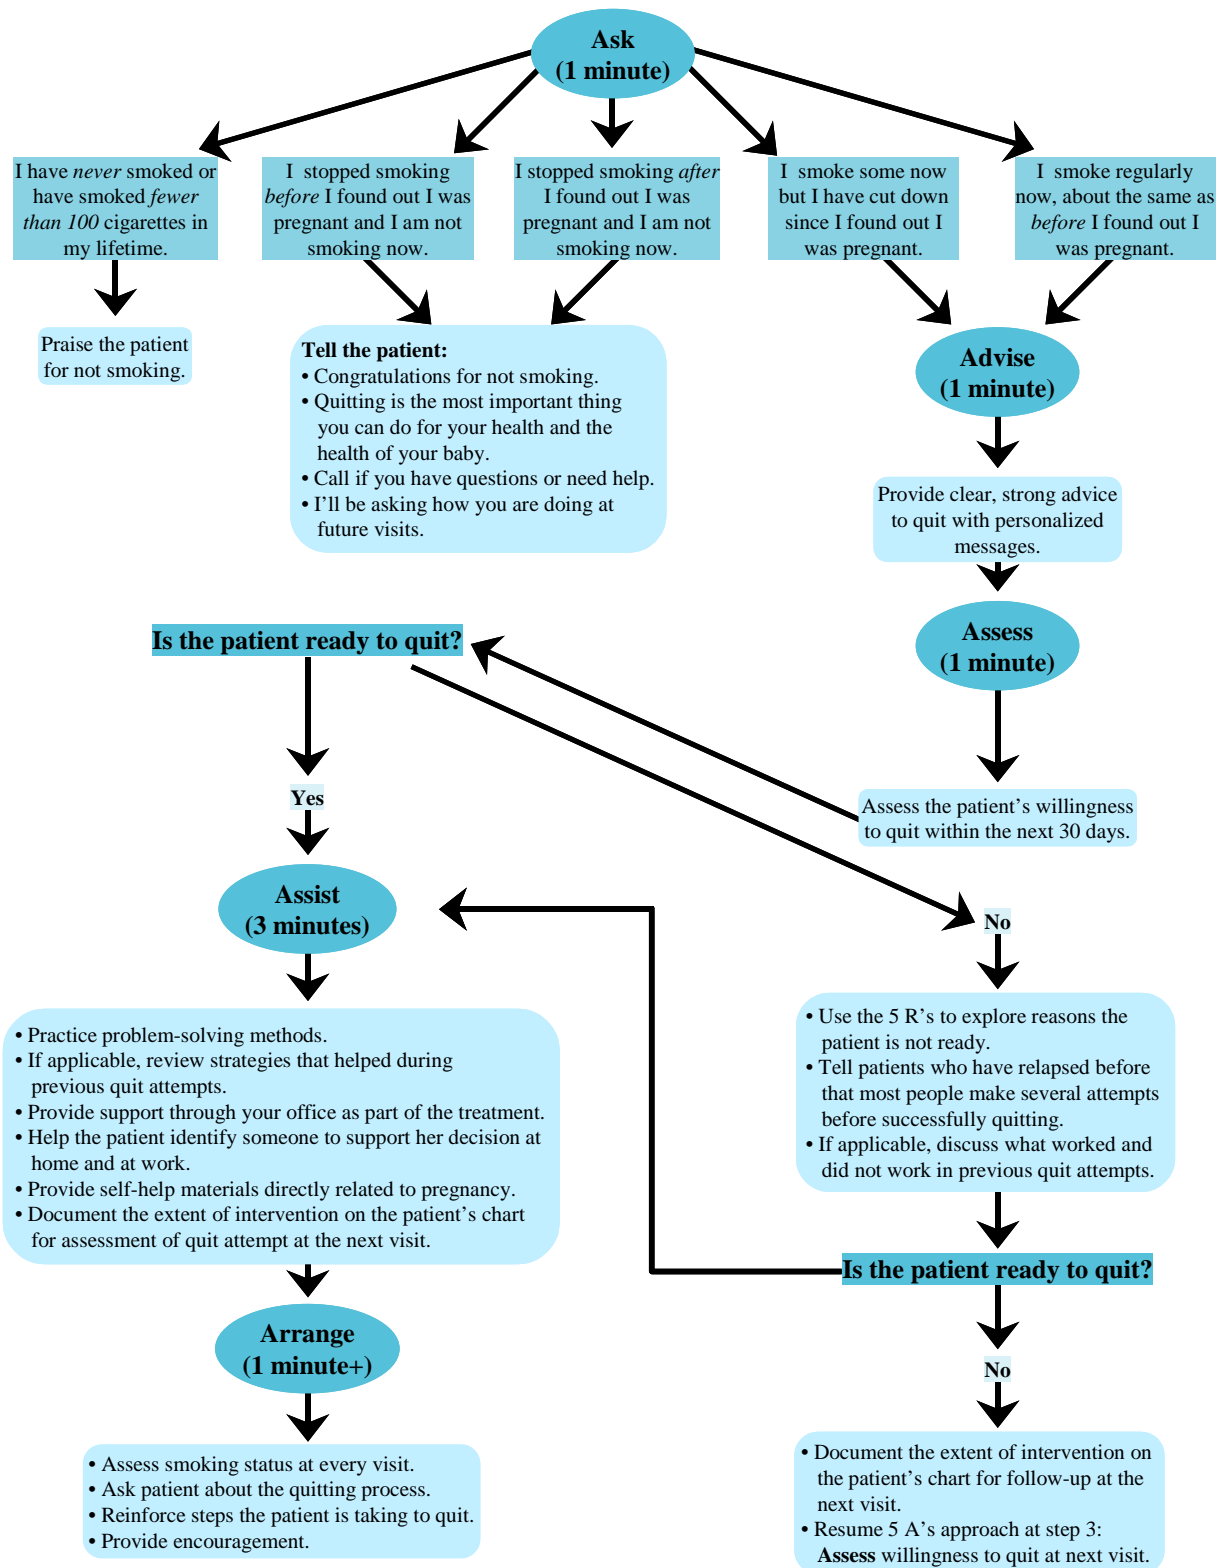 Ask
(1 minute)
I have never smoked or
have smoked fewer
than 100 cigarettes in
my lifetime.
I stopped smoking
before I found out I was
pregnant and I am not
smoking now.
I stopped smoking after
I found out I was
pregnant and I am not
smoking now.
I smoke some now
but I have cut down
since I found out I
was pregnant.
I smoke regularly
now, about the same as
before I found out I
was pregnant.
Praise the patient
for not smoking.
Tell the patient:
• Congratulations for not smoking.
• Quitting is the most important thing
you can do for your health and the
health of your baby.
• Call if you have questions or need help.
• I’ll be asking how you are doing at
future visits.
Advise
(1 minute)
Provide clear, strong advice
to quit with personalized
messages.
Assess
(1 minute)
Assess the patient’s willingness
to quit within the next 30 days.
Is the patient ready to quit?
Yes
Assist
(3 minutes)
• Practice problem-solving methods.
• If applicable, review strategies that helped during
previous quit attempts.
• Provide support through your office as part of the treatment.
• Help the patient identify someone to support her decision at
home and at work.
• Provide self-help materials directly related to pregnancy.
• Document the extent of intervention on the patient’s chart
for assessment of quit attempt at the next visit.
Arrange
(1 minute+)
• Assess smoking status at every visit.
• Ask patient about the quitting process.
• Reinforce steps the patient is taking to quit.
• Provide encouragement.
No
• Use the 5 R’s to explore reasons the
patient is not ready.
• Tell patients who have relapsed before
that most people make several attempts
before successfully quitting.
• If applicable, discuss what worked and
did not work in previous quit attempts.
Is the patient ready to quit?
No
• Document the extent of intervention on
the patient’s chart for follow-up at the
next visit.
• Resume 5 A’s approach at step 3:
Assess willingness to quit at next visit.